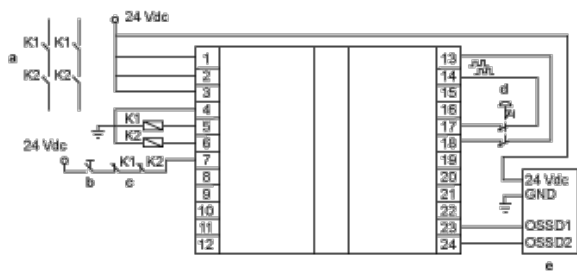 24 Vdc
K1 K1
a
K2 K2
1
2
3
4
K1
5
K2
6
24 Vdc
K1 K2
7
b c
8
9
10
11
12
13
14
15
d
16
17
18
19
20
21
22
23
24
24 Vdc
GND
OSSD1
OSSD2
e